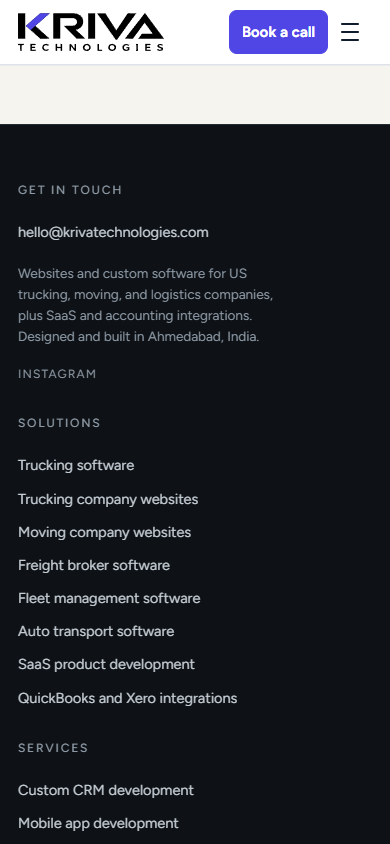 KRIVA
TECHNOLOGIES
Book a call
GET IN TOUCH
hello@krivatechnologies.com
Websites and custom software for US
trucking, moving, and logistics companies,
plus SaaS and accounting integrations.
Designed and built in Ahmedabad, India.
INSTAGRAM
SOLUTIONS
Trucking software
Trucking company websites
Moving company websites
Freight broker software
Fleet management software
Auto transport software
SaaS product development
QuickBooks and Xero integrations
SERVICES
Custom CRM development
Mobile app development